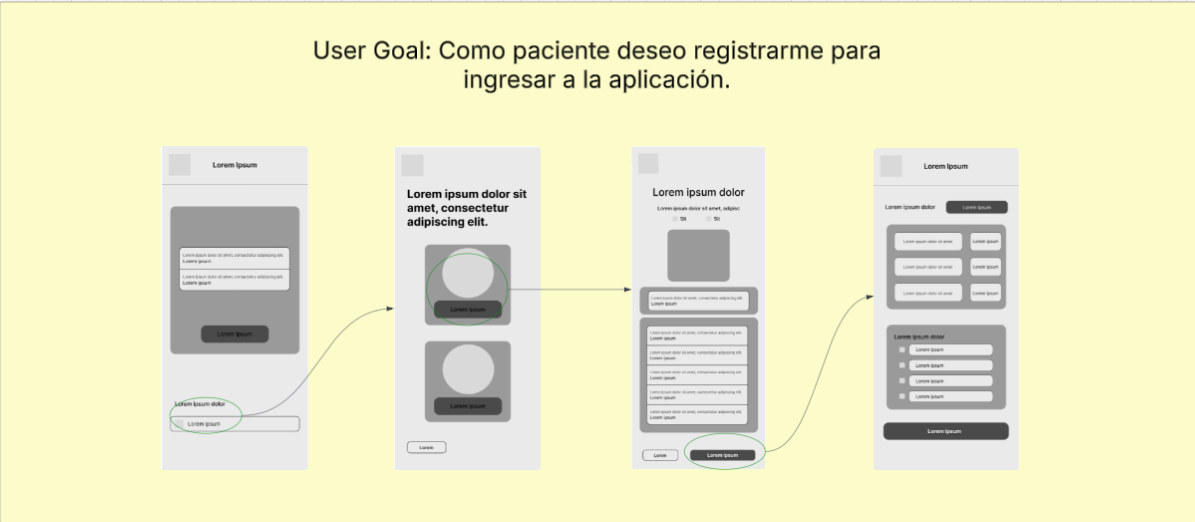 User Goal: Como paciente deseo registrarme para
ingresar a la aplicación.
Lorem Ipsum
Lorem ipsum dolor sit amet, consectetur adipiscing elit.
Lorem ipsum
Lorem ipsum dolor sit amet, consectetur adipiscing elit.
Lorem ipsum
Lorem ipsum
Lorem ipsum dolor
Lorem ipsum
Lorem ipsum dolor sit
amet, consectetur
adipiscing elit.
Lorem ipsum
Lorem ipsum
Lorem
Lorem ipsum dolor
Lorem ipsum dolor sit amet, adipisc
Sit
Sit
Lorem ipsum dolor sit amet, consectetur adipiscing elit.
Lorem ipsum
Lorem ipsum dolor sit amet, consectetur adipiscing elit.
Lorem ipsum
Lorem ipsum dolor sit amet, consectetur adipiscing elit.
Lorem ipsum
Lorem ipsum dolor sit amet, consectetur adipiscing elit.
Lorem ipsum
Lorem ipsum dolor sit amet, consectetur adipiscing elit.
Lorem ipsum
Lorem ipsum dolor sit amet, consectetur adipiscing elit.
Lorem ipsum
Lorem
Lorem ipsum
Lorem Ipsum
Lorem ipsum dolor
Lorem ipsum
Lorem ipsum dolor sit amet
Lorem ipsum
Lorem ipsum dolor sit amet
Lorem ipsum
Lorem ipsum dolor sit amet
Lorem ipsum
Lorem ipsum dolor
Lorem ipsum
Lorem ipsum
Lorem ipsum
Lorem ipsum
Lorem ipsum